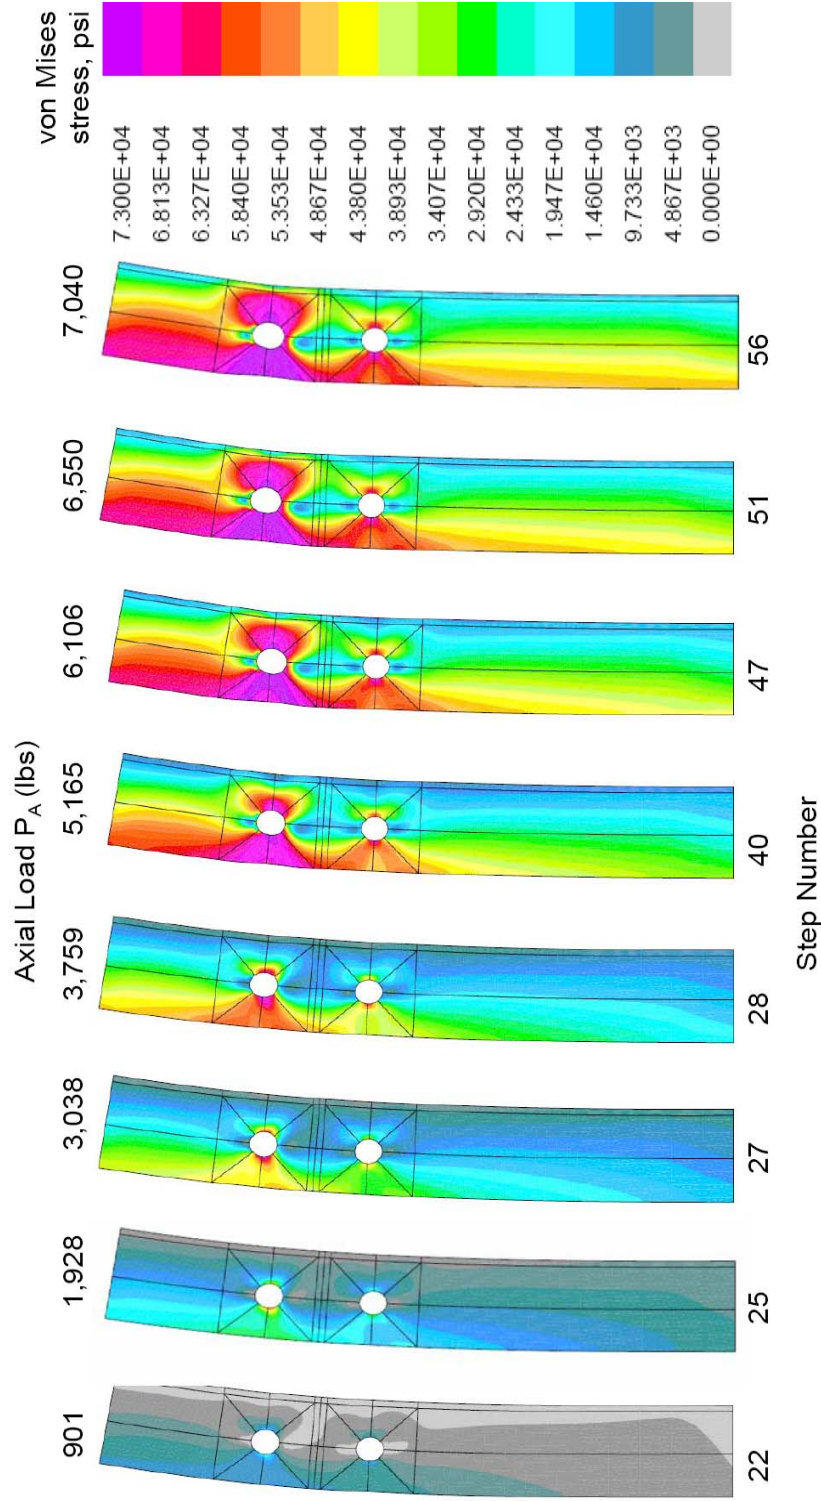 von Mises
stress, psi
7.300E+04
6.813E+04
6.327E+04
5.840E+04
5.353E+04
4.867E+04
4.380E+04
3.893E+04
3.407E+04
2.920E+04
2.433E+04
1.947E+04
1.460E+04
9.733E+03
4.867E+03
0.000E+00
Axial Load PA (lbs)
901
1,928
3,038
3,759
5,165
6,106
6,550
7,040
22
25
27
28
40
47
51
56
Step Number